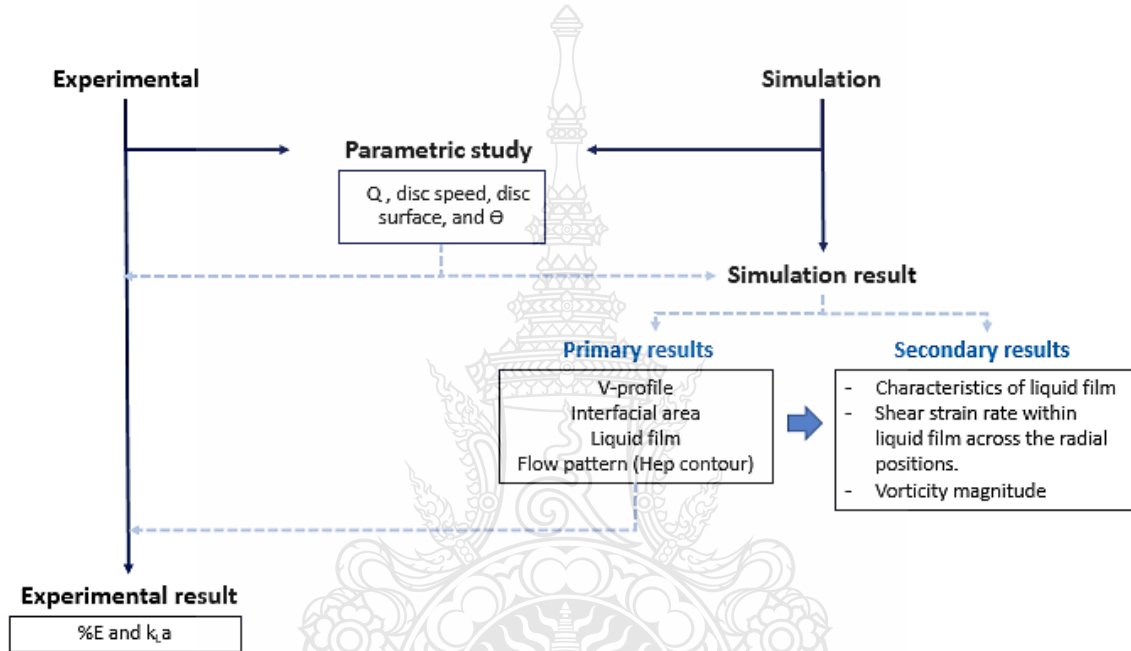 Experimental
Simulation
Parametric study
Q , disc speed, disc
surface, and Θ
Simulation result
Primary results
V-profile
Interfacial area
Liquid film
Flow pattern (Hep contour)
Secondary results
- Characteristics of liquid film
- Shear strain rate within
liquid film across the radial
positions.
- Vorticity magnitude
Experimental result
%E and kLa